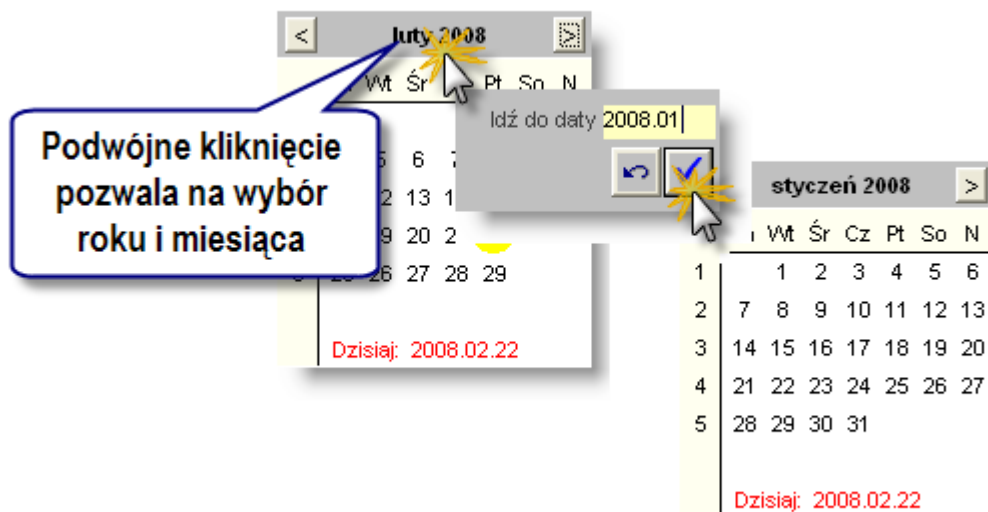 < luty 2008 >
Wt Śr Pt So N
6
13
20
26 27 28 29
Dzisiaj: 2008.02.22
Podwójne kliknięcie
pozwala na wybór
roku i miesiąca
Idź do daty 2008.01
styczeń 2008 >
Wt Śr Cz Pt So N
1 1 2 3 4 5 6
2 7 8 9 10 11 12 13
3 14 15 16 17 18 19 20
4 21 22 23 24 25 26 27
5 28 29 30 31
Dzisiaj: 2008.02.22